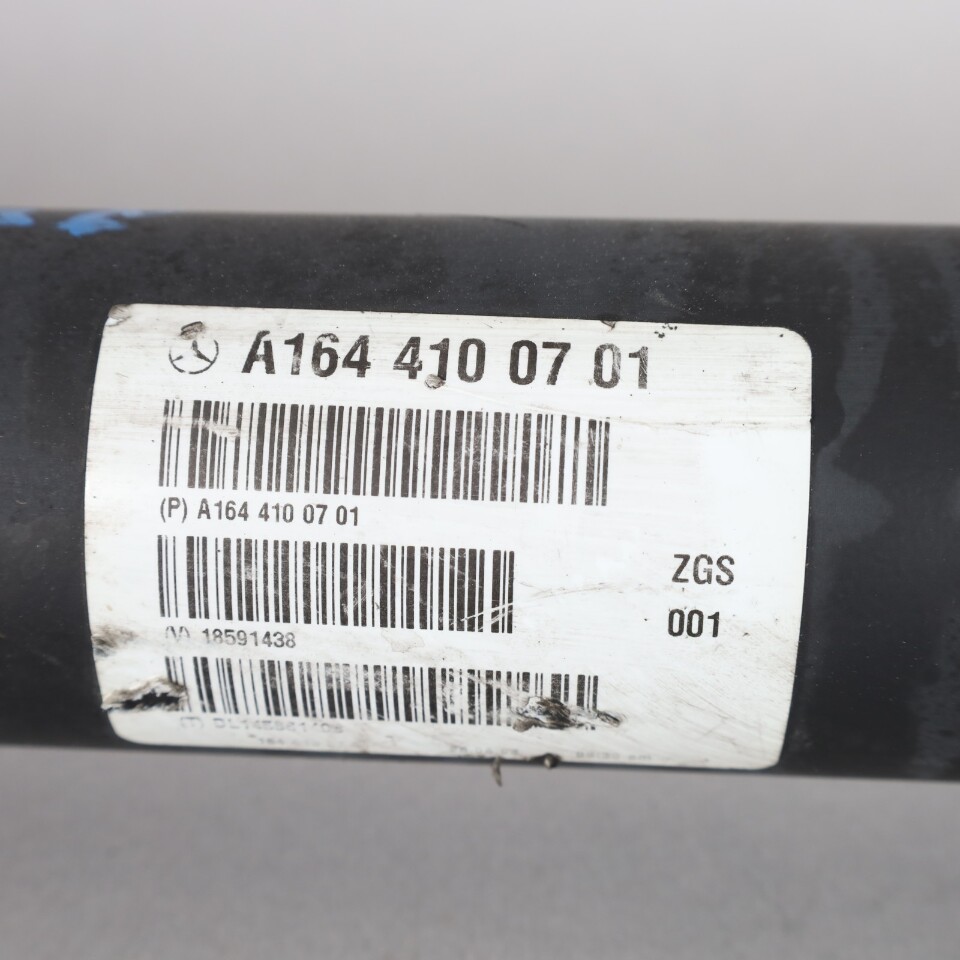 A164 410 07 01
(P) A164 410 07 01
ZGS
001
(V) 18591438
(T)